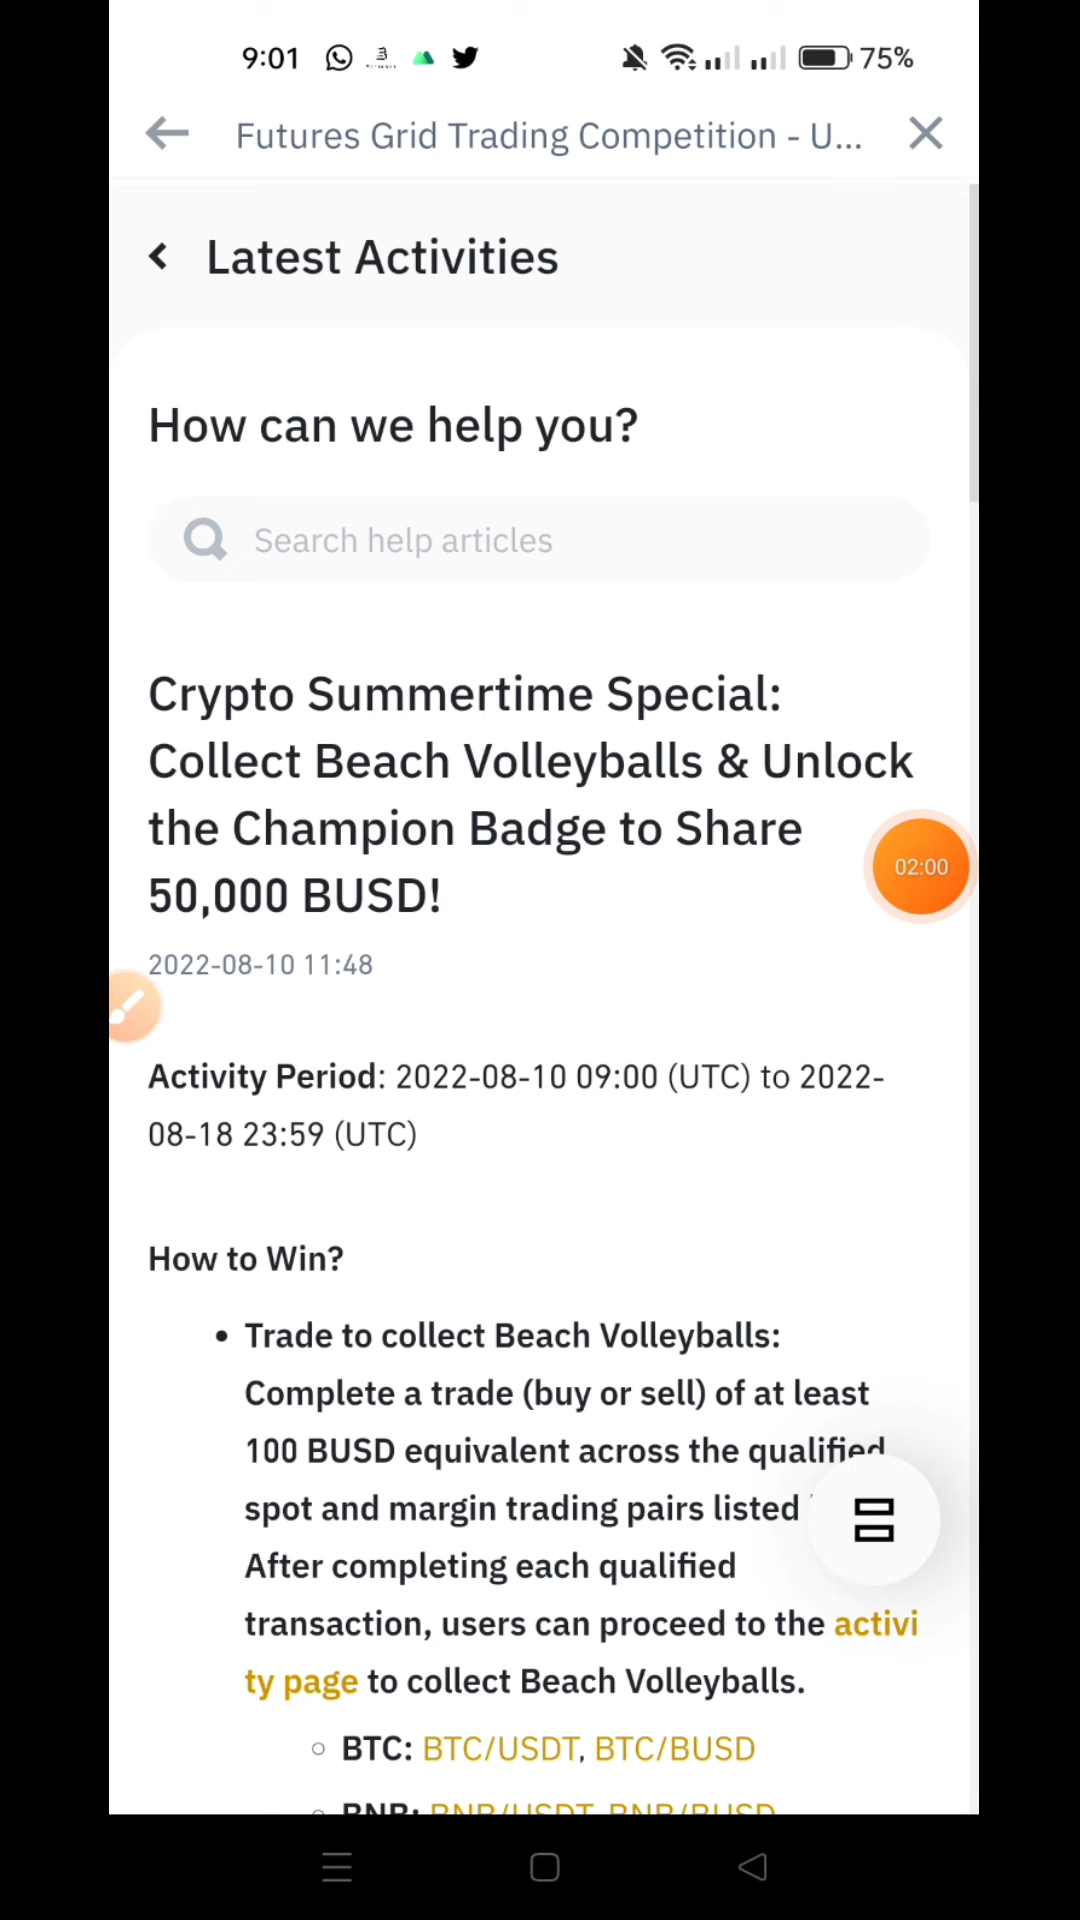 9:01
75%
Futures Grid Trading Competition - U...
Latest Activities
How can we help you?
Search help articles
Crypto Summertime Special:
Collect Beach Volleyballs & Unlock
the Champion Badge to Share
50,000 BUSD!
02:00
2022-08-10 11:48
Activity Period: 2022-08-10 09:00 (UTC) to 2022-
08-18 23:59 (UTC)
How to Win?
• Trade to collect Beach Volleyballs:
Complete a trade (buy or sell) of at least
100 BUSD equivalent across the qualified
spot and margin trading pairs listed
After completing each qualified
transaction, users can proceed to the activi
ty page to collect Beach Volleyballs.
○ BTC: BTC/USDT, BTC/BUSD
○ BNB: BNB/USDT, BNB/BUSD